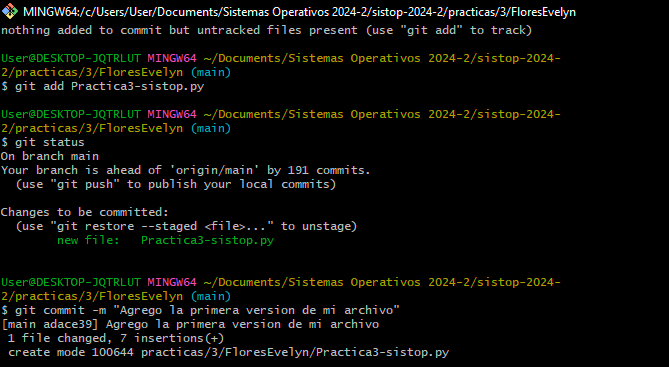 MINGW64:/c/Users/User/Documents/Sistemas Operativos 2024-2/sistop-2024-2/practicas/3/FloresEvelyn
nothing added to commit but untracked files present (use "git add" to track)
User@DESKTOP-JQTRLUT MINGW64 ~/Documents/Sistemas Operativos 2024-2/sistop-2024-
2/practicas/3/FloresEvelyn (main)
$ git add Practica3-sistop.py
User@DESKTOP-JQTRLUT MINGW64 ~/Documents/Sistemas Operativos 2024-2/sistop-2024-
2/practicas/3/FloresEvelyn (main)
$ git status
On branch main
Your branch is ahead of 'origin/main' by 191 commits.
  (use "git push" to publish your local commits)
Changes to be committed:
  (use "git restore --staged <file>..." to unstage)
        new file:   Practica3-sistop.py
User@DESKTOP-JQTRLUT MINGW64 ~/Documents/Sistemas Operativos 2024-2/sistop-2024-
2/practicas/3/FloresEvelyn (main)
$ git commit -m "Agrego la primera version de mi archivo"
[main adace39] Agrego la primera version de mi archivo
 1 file changed, 7 insertions(+)
 create mode 100644 practicas/3/FloresEvelyn/Practica3-sistop.py